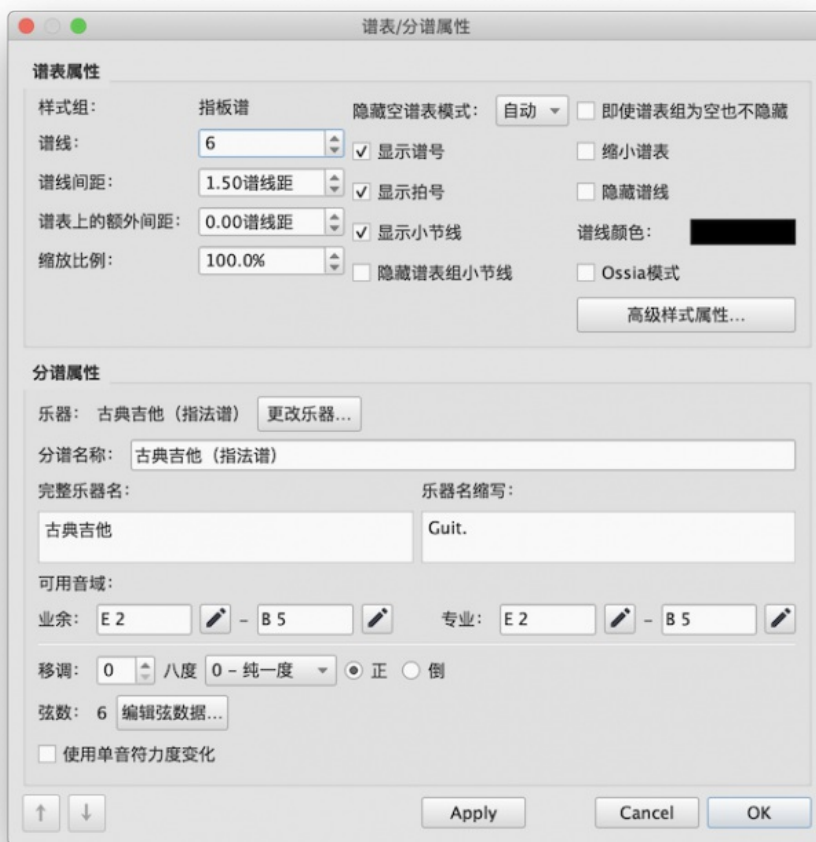 谱表/分谱属性
谱表属性
样式组: 指板谱 隐藏空谱表模式: 自动 即使谱表组为空也不隐藏
谱线: 6 显示谱号 缩小谱表
谱线间距: 1.50谱线距 显示拍号 隐藏谱线
谱表上的额外间距: 0.00谱线距 显示小节线 谱线颜色:
缩放比例: 100.0% 隐藏谱表组小节线 Ossia模式
高级样式属性...
分谱属性
乐器: 古典吉他（指法谱） 更改乐器...
分谱名称: 古典吉他（指法谱）
完整乐器名: 乐器名缩写:
古典吉他 Guit.
可用音域:
业余: E 2 – B 5 专业: E 2 – B 5
移调: 0 八度 0 – 纯一度 正 倒
弦数: 6 编辑弦数据...
使用单音符力度变化
↑ ↓ Apply Cancel OK